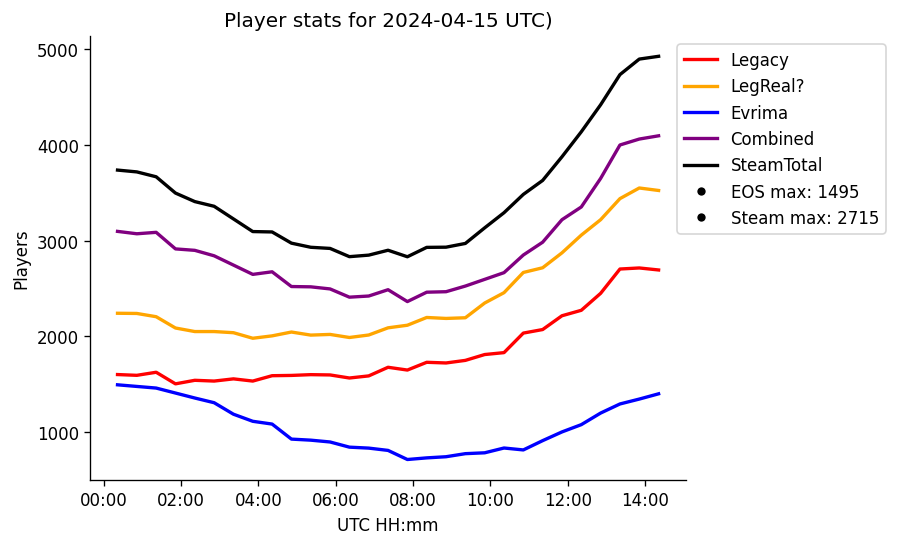 Player stats for 2024-04-15 UTC)
5000
4000
3000
2000
1000
Players
00:00 02:00 04:00 06:00 08:00 10:00 12:00 14:00
UTC HH:mm
Legacy
LegReal?
Evrima
Combined
SteamTotal
EOS max: 1495
Steam max: 2715